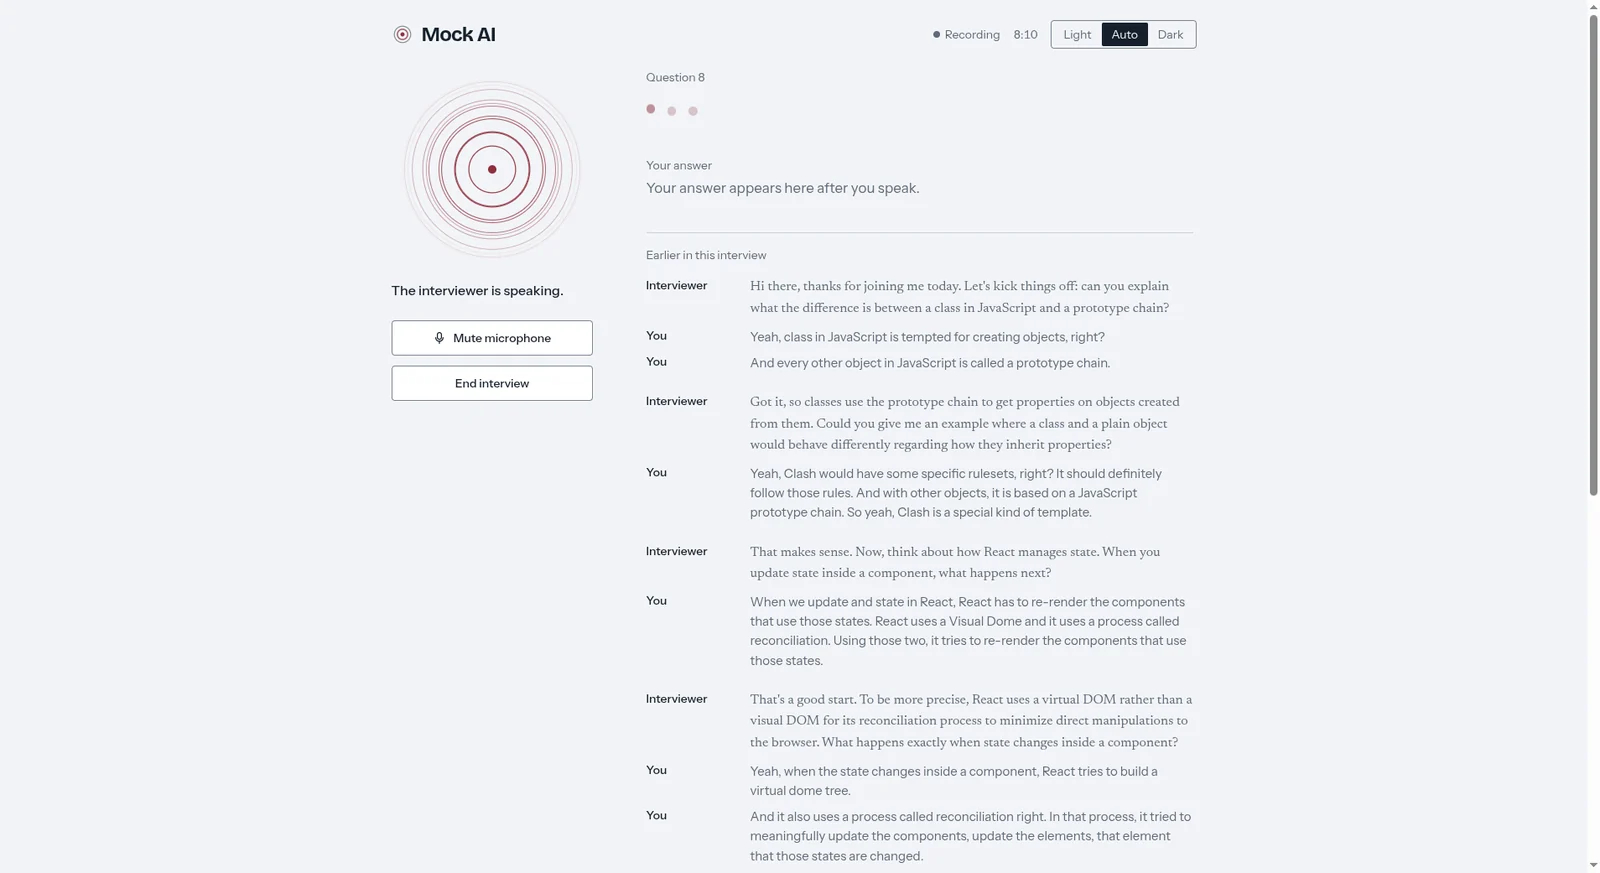 Mock AI
Recording 8:10 Light Auto Dark
Question 8
Your answer
Your answer appears here after you speak.
The interviewer is speaking.
Mute microphone
End interview
Earlier in this interview
Interviewer Hi there, thanks for joining me today. Let's kick things off: can you explain
what the difference is between a class in JavaScript and a prototype chain?
You Yeah, class in JavaScript is tempted for creating objects, right?
You And every other object in JavaScript is called a prototype chain.
Interviewer Got it, so classes use the prototype chain to get properties on objects created
from them. Could you give me an example where a class and a plain object
would behave differently regarding how they inherit properties?
You Yeah, Clash would have some specific rulesets, right? It should definitely
follow those rules. And with other objects, it is based on a JavaScript
prototype chain. So yeah, Clash is a special kind of template.
Interviewer That makes sense. Now, think about how React manages state. When you
update state inside a component, what happens next?
You When we update and state in React, React has to re-render the components
that use those states. React uses a Visual Dome and it uses a process called
reconciliation. Using those two, it tries to re-render the components that use
those states.
Interviewer That's a good start. To be more precise, React uses a virtual DOM rather than a
visual DOM for its reconciliation process to minimize direct manipulations to
the browser. What happens exactly when state changes inside a component?
You Yeah, when the state changes inside a component, React tries to build a
virtual dome tree.
You And it also uses a process called reconciliation right. In that process, it tried to
meaningfully update the components, update the elements, that element
that those states are changed.